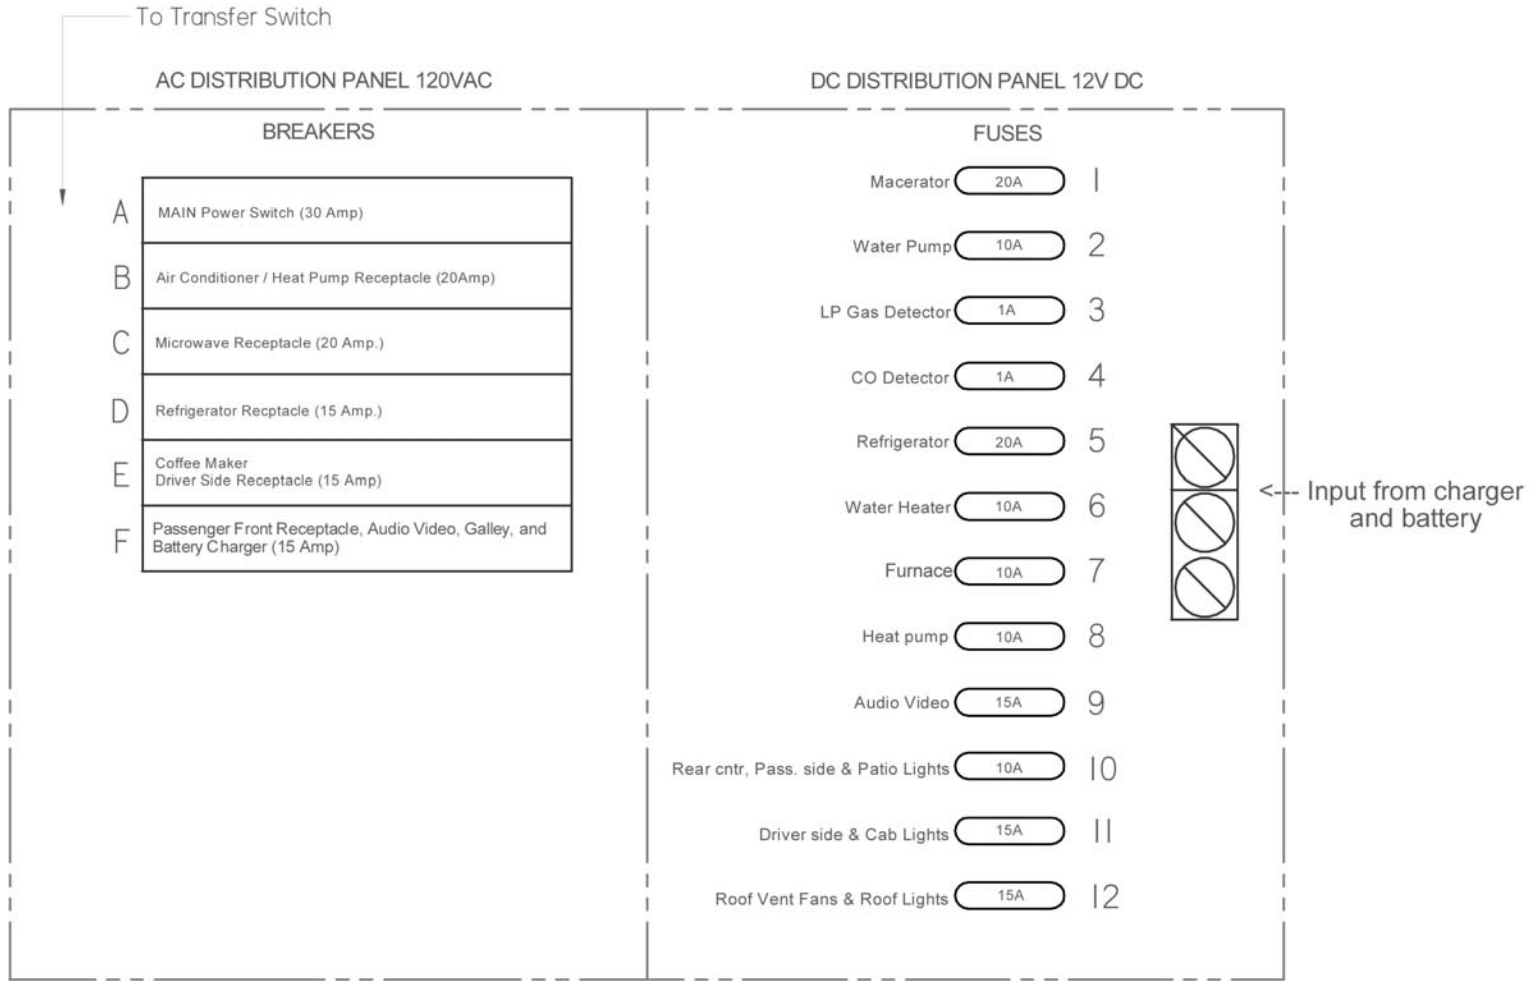 To Transfer Switch
AC DISTRIBUTION PANEL 120VAC
BREAKERS
A MAIN Power Switch (30 Amp)
B Air Conditioner / Heat Pump Receptacle (20Amp)
C Microwave Receptacle (20 Amp.)
D Refrigerator Recptacle (15 Amp.)
E Coffee Maker
Driver Side Receptacle (15 Amp)
F Passenger Front Receptacle, Audio Video, Galley, and
Battery Charger (15 Amp)
DC DISTRIBUTION PANEL 12V DC
FUSES
Macerator 20A 1
Water Pump 10A 2
LP Gas Detector 1A 3
CO Detector 1A 4
Refrigerator 20A 5
Water Heater 10A 6
Furnace 10A 7
Heat pump 10A 8
Audio Video 15A 9
Rear cntr, Pass. side & Patio Lights 10A 10
Driver side & Cab Lights 15A 11
Roof Vent Fans & Roof Lights 15A 12
<--- Input from charger
and battery